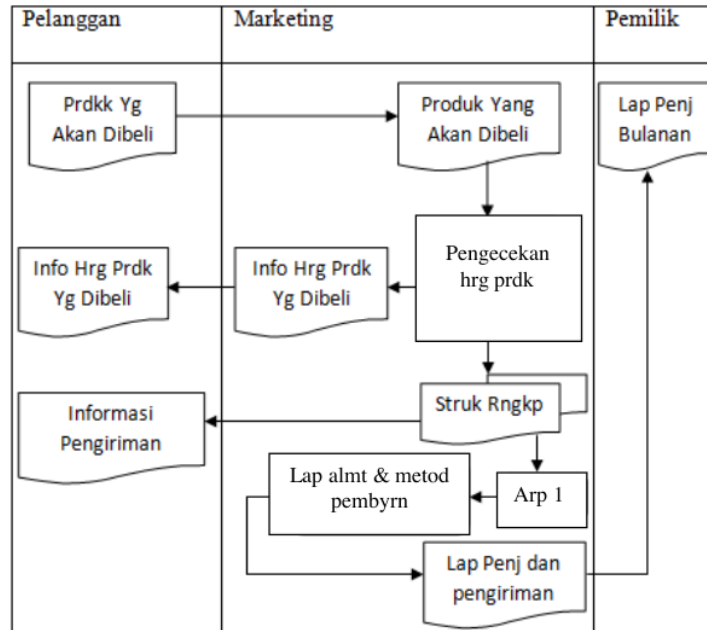 Pelanggan
Marketing
Pemilik
Prdkk Yg
Akan Dibeli
Produk Yang
Akan Dibeli
Lap Penj
Bulanan
Pengecekan
hrg prdk
Info Hrg Prdk
Yg Dibeli
Info Hrg Prdk
Yg Dibeli
Struk Rngkp
Informasi
Pengiriman
Lap almt & metod
pembyrn
Arp 1
Lap Penj dan
pengiriman